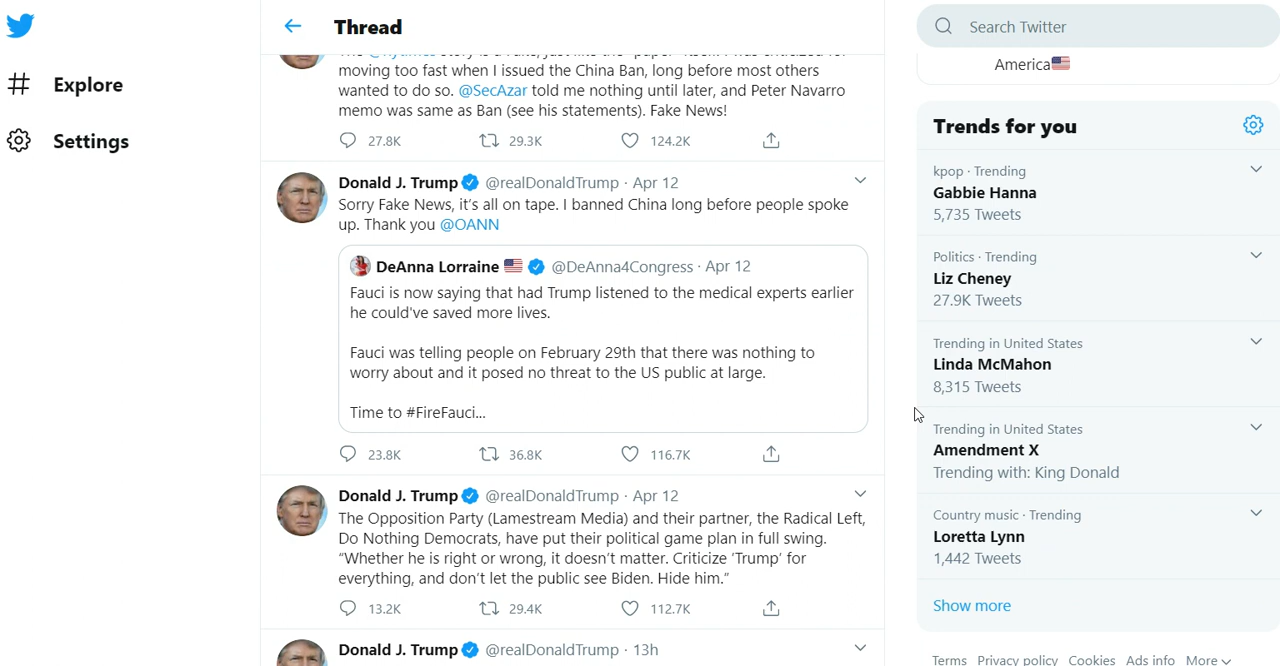 Explore
Settings
Thread
moving too fast when I issued the China Ban, long before most others
wanted to do so. @SecAzar told me nothing until later, and Peter Navarro
memo was same as Ban (see his statements). Fake News!
27.8K 29.3K 124.2K
Donald J. Trump @realDonaldTrump · Apr 12
Sorry Fake News, it's all on tape. I banned China long before people spoke
up. Thank you @OANN
DeAnna Lorraine @DeAnna4Congress · Apr 12
Fauci is now saying that had Trump listened to the medical experts earlier
he could've saved more lives.
Fauci was telling people on February 29th that there was nothing to
worry about and it posed no threat to the US public at large.
Time to #FireFauci...
23.8K 36.8K 116.7K
Donald J. Trump @realDonaldTrump · Apr 12
The Opposition Party (Lamestream Media) and their partner, the Radical Left,
Do Nothing Democrats, have put their political game plan in full swing.
“Whether he is right or wrong, it doesn't matter. Criticize ‘Trump’ for
everything, and don't let the public see Biden. Hide him.”
13.2K 29.4K 112.7K
Donald J. Trump @realDonaldTrump · 13h
Search Twitter
America
Trends for you
kpop · Trending
Gabbie Hanna
5,735 Tweets
Politics · Trending
Liz Cheney
27.9K Tweets
Trending in United States
Linda McMahon
8,315 Tweets
Trending in United States
Amendment X
Trending with: King Donald
Country music · Trending
Loretta Lynn
1,442 Tweets
Show more
Terms Privacy policy Cookies Ads info More